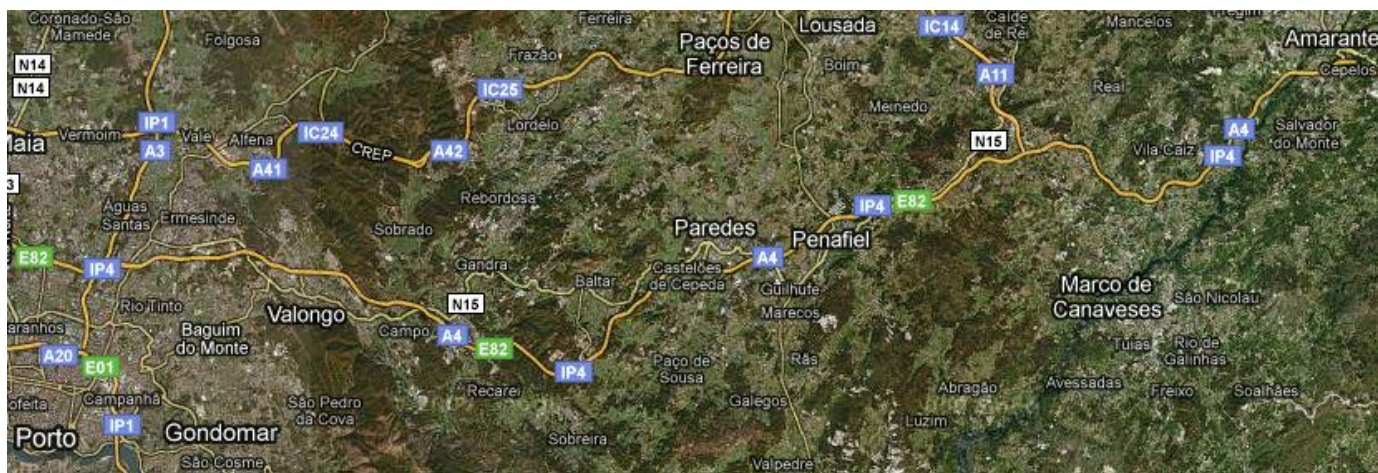 Coronado-São
Mamede
Folgosa
Ferreira
Lousada
IC14
Caíde
de Rei
Mancelos
Amarante
N14
N14
Frazão
Paços de
Ferreira
Boim
Cepelos
A11
Real
IC25
Meinedo
Vermoim
IP1
Vale
Alfena
IC24
Lordelo
A4
Salvador
do Monte
A3
A41
CREP
A42
N15
Vila Caiz
IP4
Rebordosa
Águas
Santas
Ermesinde
Sobrado
Paredes
IP4
E82
Penafiel
E82
IP4
Gandra
Baltar
Castelões
de Cepeda
A4
Guilhufe
Marecos
Marco de
Canaveses
São Nicolau
Rio Tinto
Valongo
N15
Baguim
do Monte
Campo
A4
E82
Tuias
Rio de
Galinhas
A20
E01
IP4
Paço de
Sousa
Rãs
Recarei
Abragão
Avessadas
Freixo
Soalhães
Campanhã
São Pedro
da Cova
Galegos
Luzim
IP1
Porto
Gondomar
Sobreira
São Cosme
Valpedre